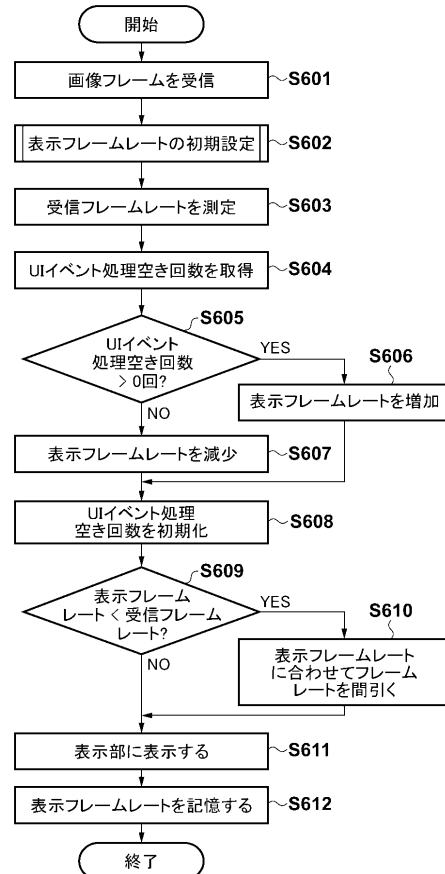 開始
画像フレームを受信
S601
表示フレームレートの初期設定
S602
受信フレームレートを測定
S603
UIイベント処理空き回数を取得
S604
S605
UIイベント
処理空き回数
> 0回?
YES
NO
S606
表示フレームレートを増加
表示フレームレートを減少
S607
UIイベント処理
空き回数を初期化
S608
S609
表示フレーム
レート < 受信フレーム
レート?
YES
NO
S610
表示フレームレート
に合わせてフレーム
レートを間引く
表示部に表示する
S611
表示フレームレートを記憶する
S612
終了